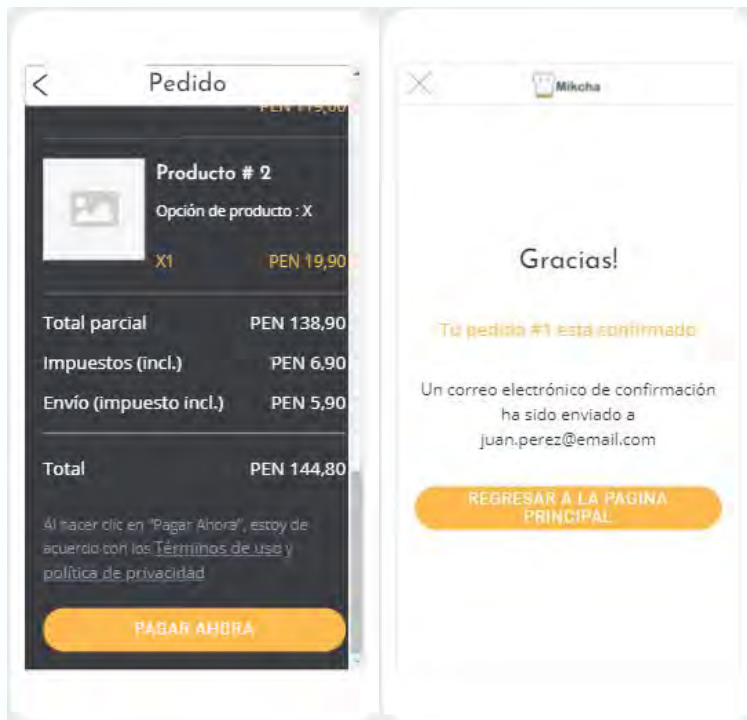 Pedido
PEN 119,00
Producto # 2
Opción de producto : X
X1 PEN 19,90
Total parcial PEN 138,90
Impuestos (incl.) PEN 6,90
Envío (impuesto incl.) PEN 5,90
Total PEN 144,80
Al hacer clic en "Pagar Ahora", estoy de
acuerdo con los Términos de uso y
política de privacidad
PAGAR AHORA
Mikcha
Gracias!
Tu pedido #1 está confirmado
Un correo electrónico de confirmación
ha sido enviado a
juan.perez@email.com
REGRESAR A LA PAGINA
PRINCIPAL